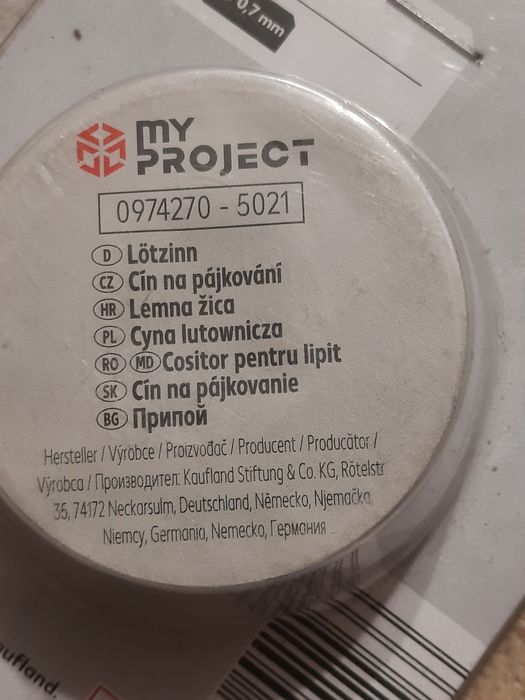 0,7 mm
MY
PROJECT
0974270 - 5021
D Lötzinn
CZ Cín na pájkování
HR Lemna žica
PL Cyna lutownicza
RO MD Cositor pentru lipit
SK Cín na pájkovanie
BG Припой
Hersteller / Výrobce / Proizvođač / Producent / Producător /
Výrobca / Производител: Kaufland Stiftung & Co. KG, Rötelstr
35, 74172 Neckarsulm, Deutschland, Německo, Njemačka,
Niemcy, Germania, Nemecko, Германия